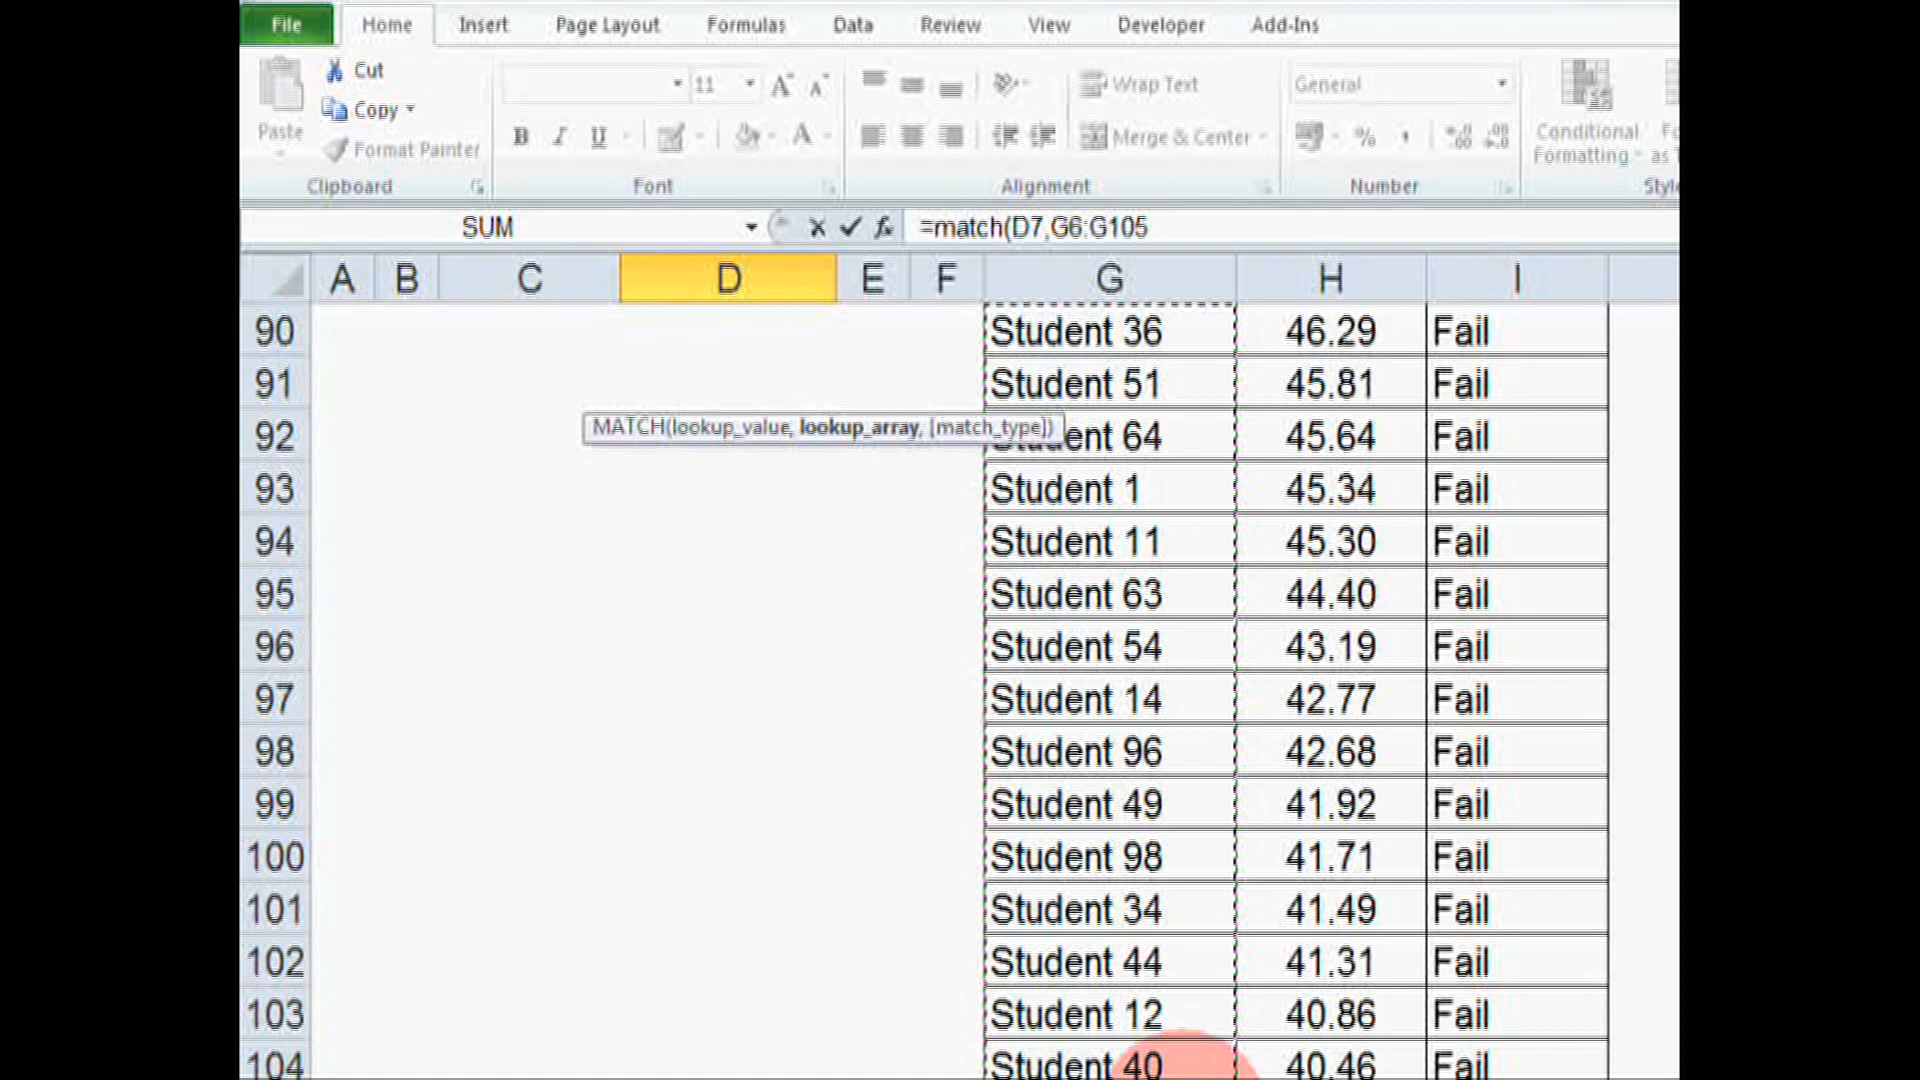 File Home Insert Page Layout Formulas Data Review View Developer Add-Ins
Cut
Copy
Format Painter
Paste
Clipboard
11
A A
B I U A
Font
Wrap Text
Merge & Center
Alignment
General
% ,
Number
Conditional
Formatting
as
SUM =match(D7,G6:G105
A B C D E F G H I
90 Student 36 46.29 Fail
91 Student 51 45.81 Fail
MATCH(lookup_value, lookup_array, [match_type])
92 64 45.64 Fail
93 Student 1 45.34 Fail
94 Student 11 45.30 Fail
95 Student 63 44.40 Fail
96 Student 54 43.19 Fail
97 Student 14 42.77 Fail
98 Student 96 42.68 Fail
99 Student 49 41.92 Fail
100 Student 98 41.71 Fail
101 Student 34 41.49 Fail
102 Student 44 41.31 Fail
103 Student 12 40.86 Fail
104 Student 40 40.46 Fail